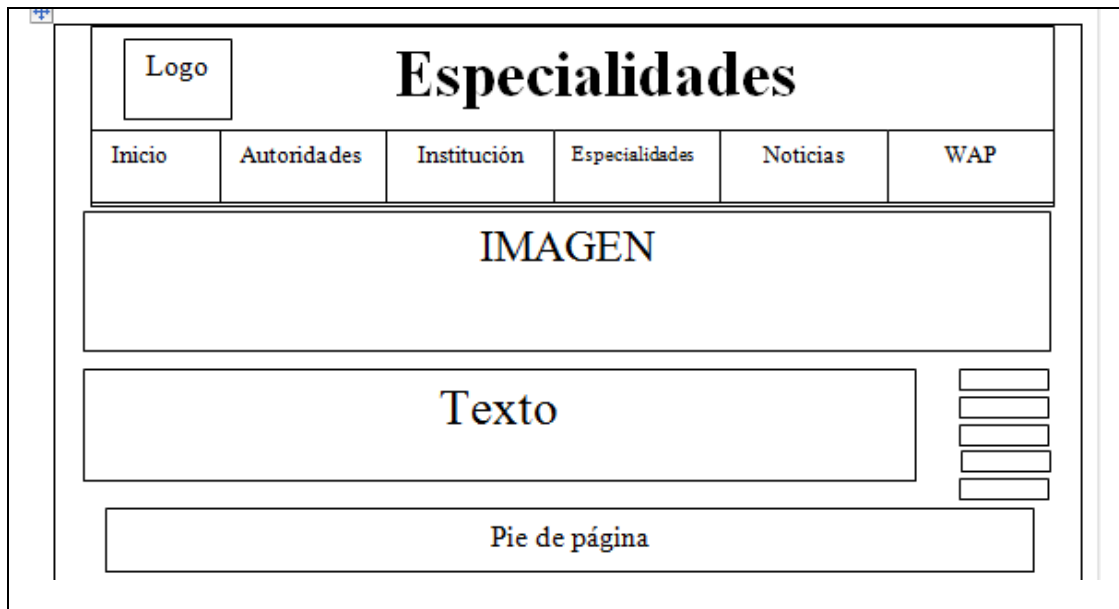 Logo
Especialidades
Inicio Autoridades Institución Especialidades Noticias WAP
IMAGEN
Texto
Pie de página